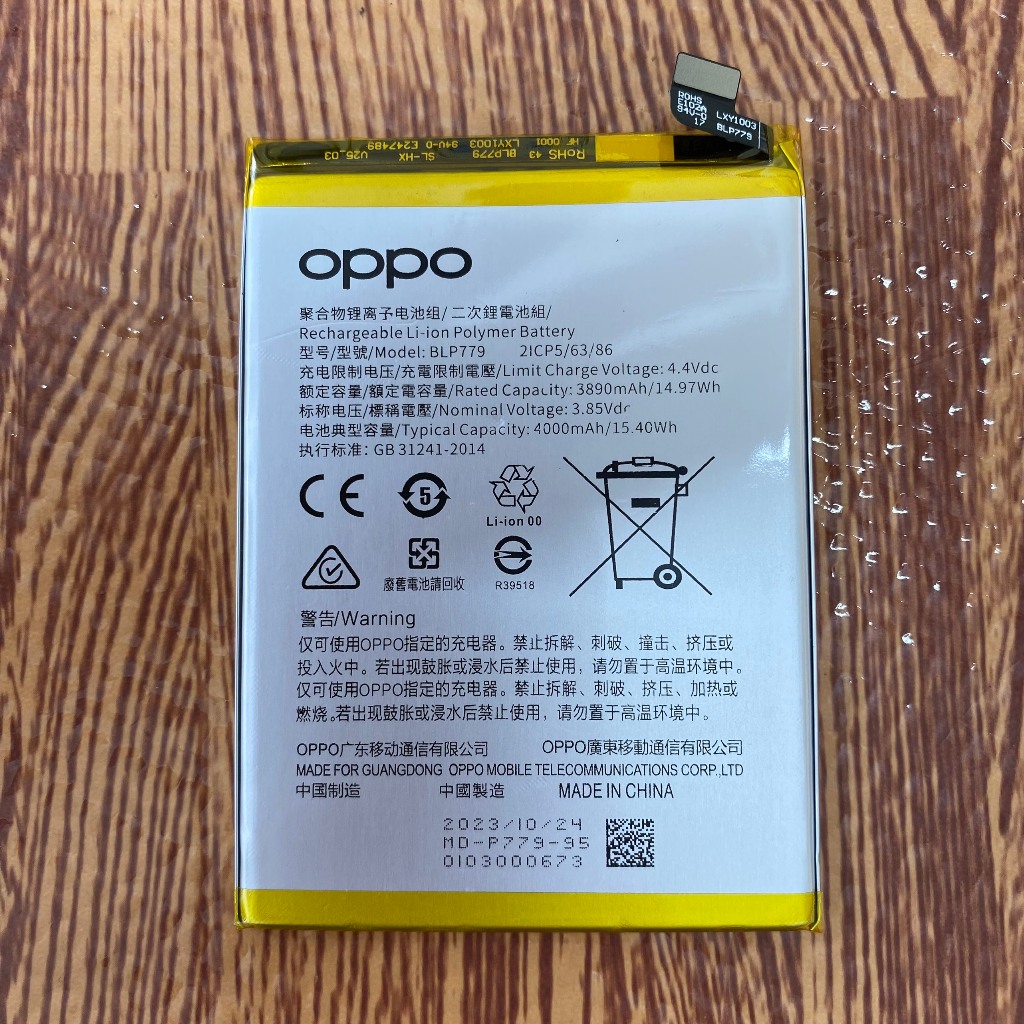 ROHS
E102A
94V-0
17
LXY1003
BLP779
RoHS 43
HF 0001
BLP779
LXY1003
94V-0 E247489
SL-HX
V25_03
oppo
聚合物锂离子电池组/二次鋰電池組/
Rechargeable Li-ion Polymer Battery
型号/型號/Model: BLP779 2ICP5/63/86
充电限制电压/充電限制電壓/Limit Charge Voltage: 4.4Vdc
额定容量/額定電容量/Rated Capacity: 3890mAh/14.97Wh
标称电压/標稱電壓/Nominal Voltage: 3.85Vdc
电池典型容量/Typical Capacity: 4000mAh/15.40Wh
执行标准: GB 31241-2014
CE
5
Li-ion 00
廢舊電池請回收
R39518
警告/Warning
仅可使用OPPO指定的充电器。禁止拆解、刺破、撞击、挤压或
投入火中。若出现鼓胀或浸水后禁止使用，请勿置于高温环境中。
仅可使用OPPO指定的充电器。禁止拆解、刺破、挤压、加热或
燃烧。若出现鼓胀或浸水后禁止使用，请勿置于高温环境中。
OPPO广东移动通信有限公司 OPPO廣東移動通信有限公司
MADE FOR GUANGDONG OPPO MOBILE TELECOMMUNICATIONS CORP.,LTD
中国制造 中國製造 MADE IN CHINA
2023/10/24
MD-P779-95
0103000673